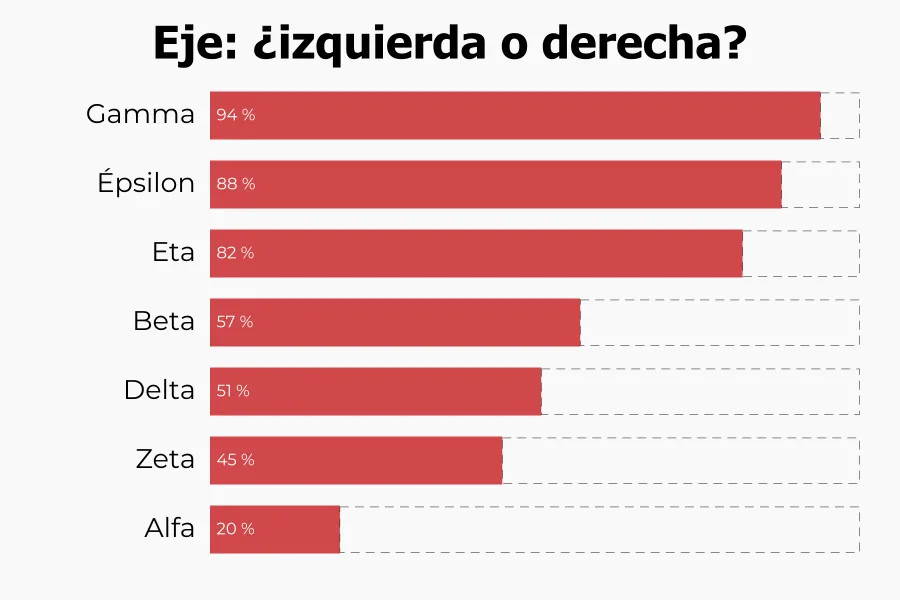 Eje: ¿izquierda o derecha?
Gamma 94 %
Épsilon 88 %
Eta 82 %
Beta 57 %
Delta 51 %
Zeta 45 %
Alfa 20 %